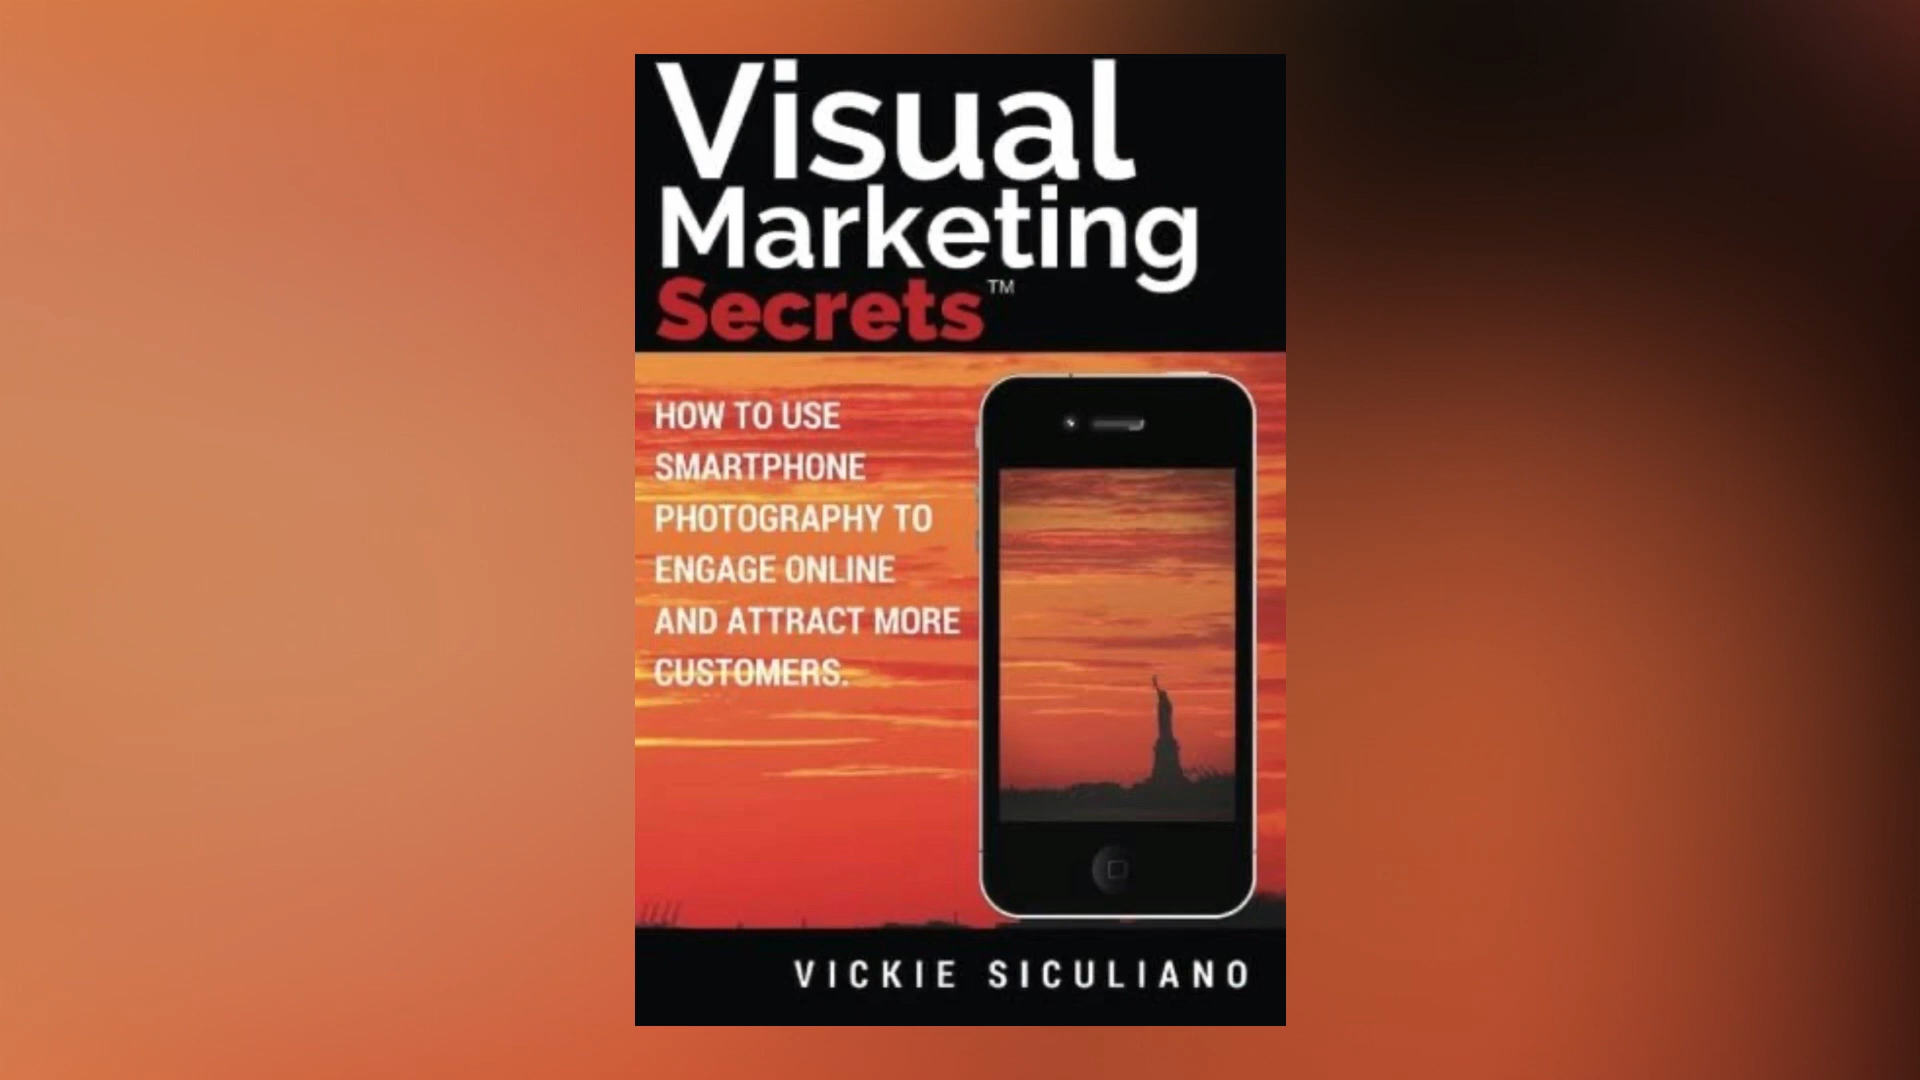 Visual
Marketing
Secrets™
HOW TO USE
SMARTPHONE
PHOTOGRAPHY TO
ENGAGE ONLINE
AND ATTRACT MORE
CUSTOMERS.
VICKIE SICULIANO